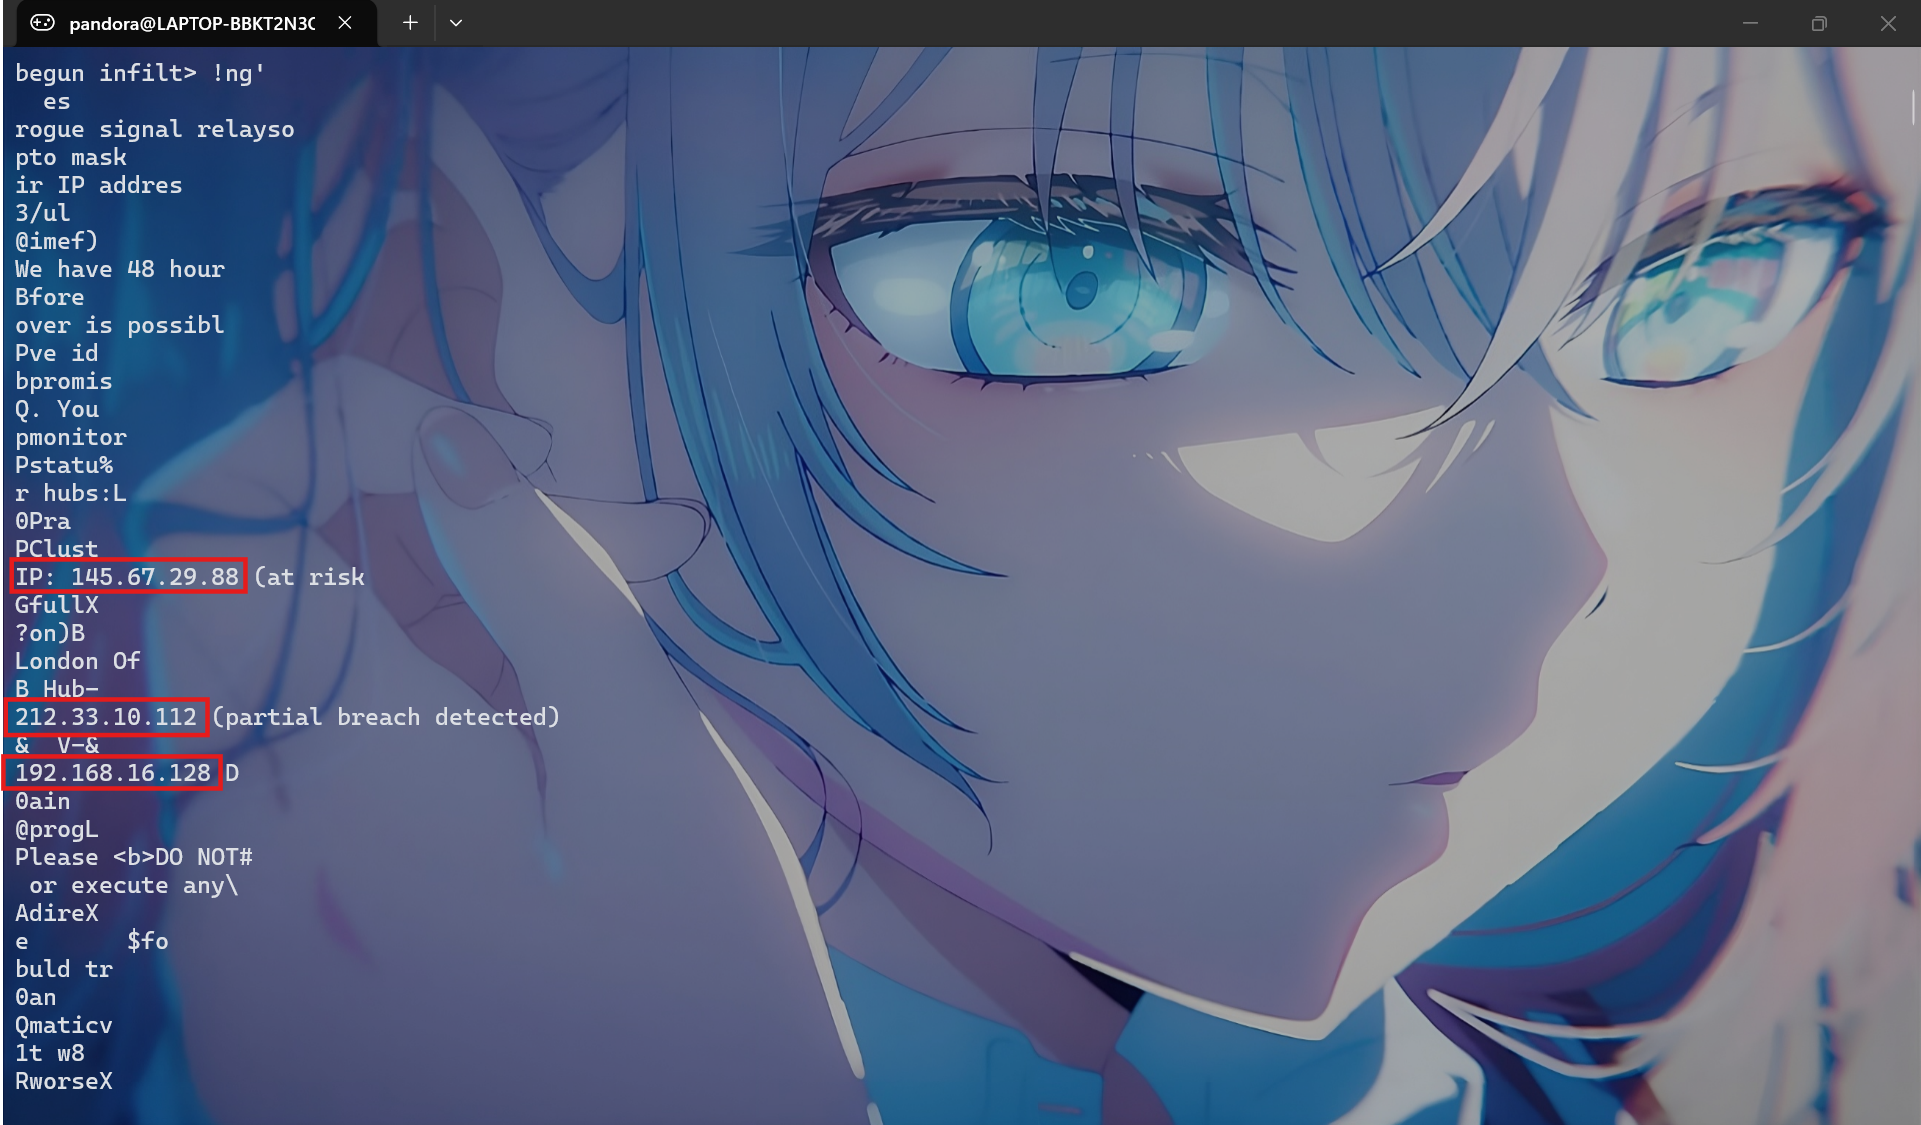 pandora@LAPTOP-BBKT2N3C
begun infilt> !ng'
  es
rogue signal relayso
pto mask
ir IP addres
3/ul
@imef)
We have 48 hour
Bfore
over is possibl
Pve id
bpromis
Q. You
pmonitor
Pstatu%
r hubs:L
0Pra
PClust
IP: 145.67.29.88 (at risk
GfullX
?on)B
London Of
B Hub-
212.33.10.112 (partial breach detected)
&  V-&
192.168.16.128 D
0ain
@progL
Please <b>DO NOT#
 or execute any\
AdireX
e       $fo
buld tr
0an
Qmaticv
1t w8
RworseX